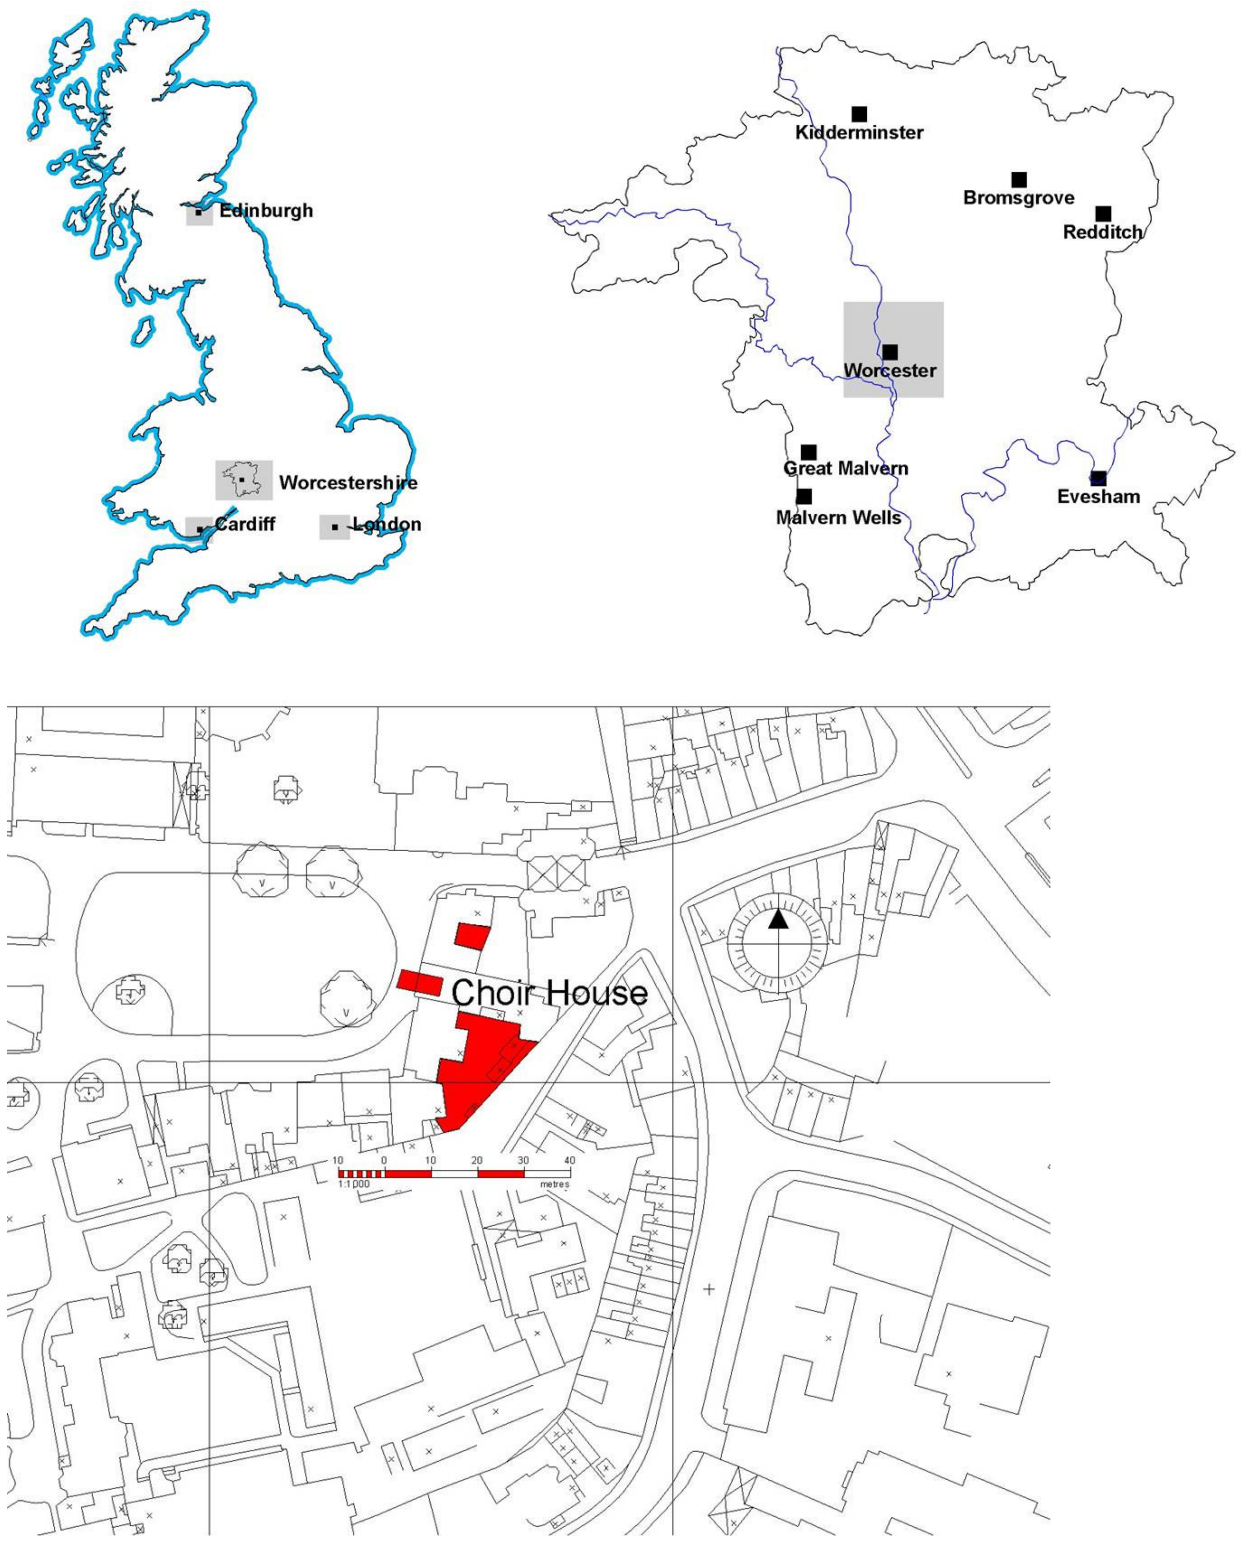 Edinburgh
Worcestershire
Cardiff
London
Kidderminster
Bromsgrove
Redditch
Worcester
Great Malvern
Malvern Wells
Evesham
Choir House
10 0 10 20 30 40
1:1000 metres